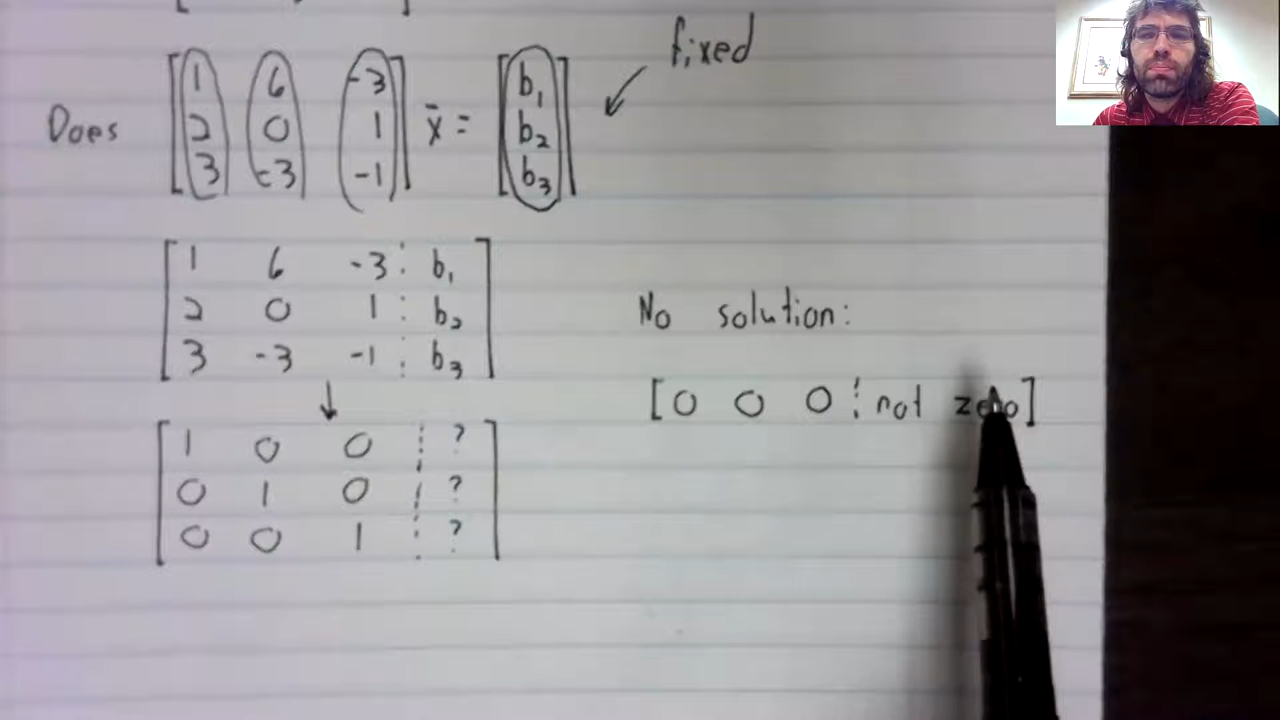 fixed
Does [1 6 -3] x̄ = [b₁]
[2 0 1] [b₂]
[3 -3 -1] [b₃]
[1 6 -3 ⋮ b₁]
[2 0 1 ⋮ b₂]
[3 -3 -1 ⋮ b₃]
↓
[1 0 0 ⋮ ?]
[0 1 0 ⋮ ?]
[0 0 1 ⋮ ?]
No solution:
[0 0 0 ⋮ not zero]